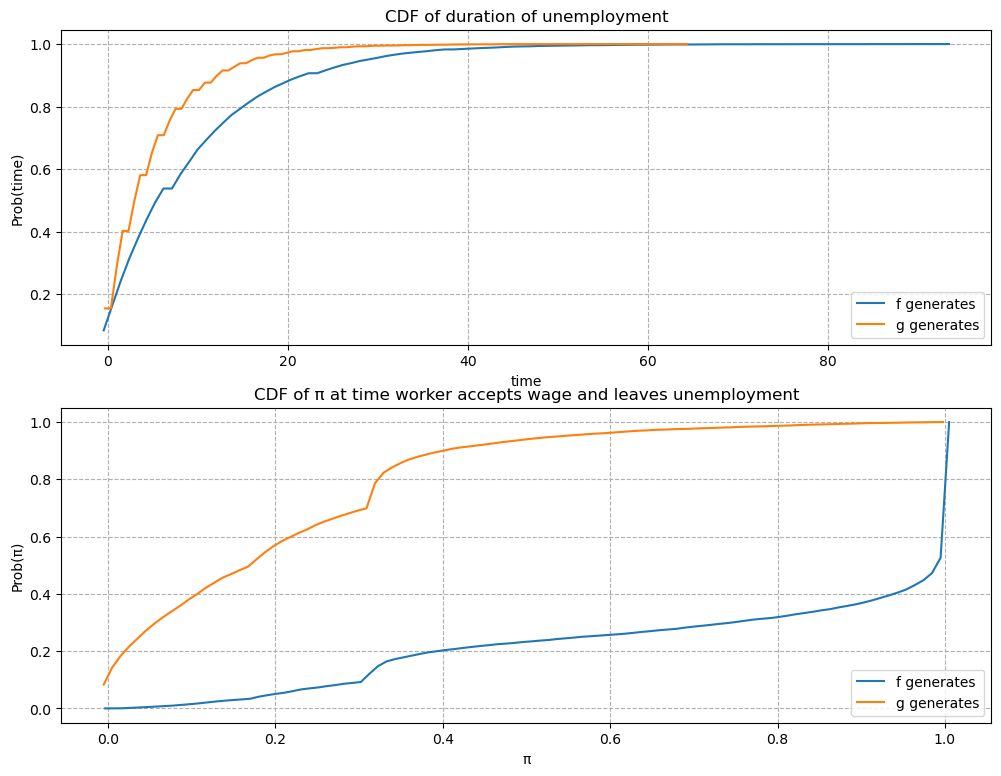 CDF of duration of unemployment
1.0
0.8
0.6
0.4
0.2
Prob(time)
f generates
g generates
0 20 40 60 80
time
CDF of π at time worker accepts wage and leaves unemployment
1.0
0.8
0.6
0.4
0.2
0.0
Prob(π)
f generates
g generates
0.0 0.2 0.4 0.6 0.8 1.0
π